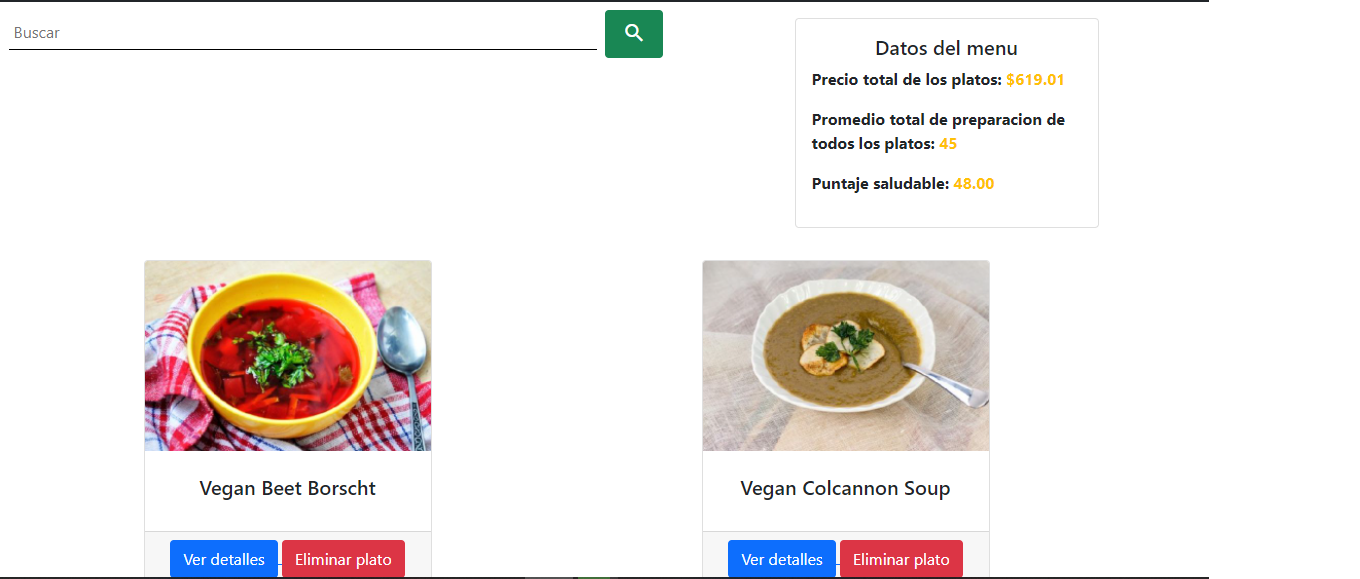 Buscar
Datos del menu
Precio total de los platos: $619.01
Promedio total de preparacion de
todos los platos: 45
Puntaje saludable: 48.00
Vegan Beet Borscht
Vegan Colcannon Soup
Ver detalles Eliminar plato
Ver detalles Eliminar plato